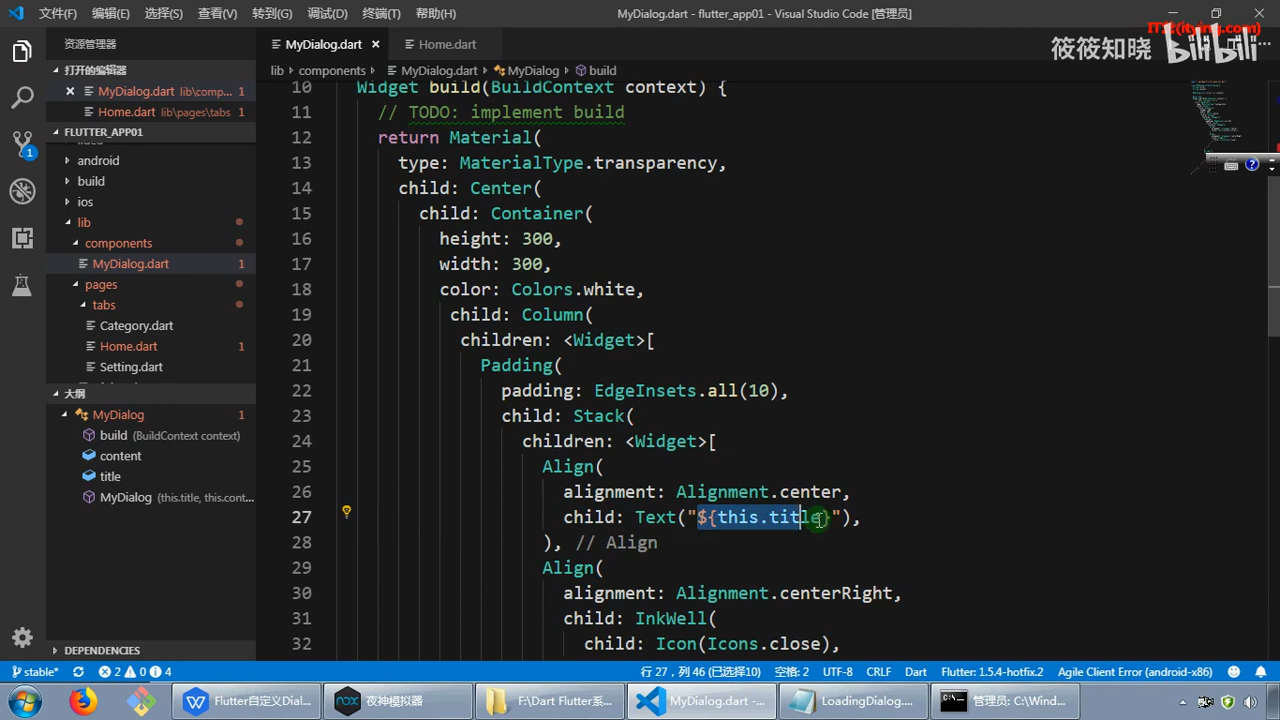 文件(F) 编辑(E) 选择(S) 查看(V) 转到(G) 调试(D) 终端(T) 帮助(H) MyDialog.dart - flutter_app01 - Visual Studio Code [管理员]
(itying.com)
筱筱知晓 bilibili
资源管理器 MyDialog.dart × Home.dart
打开的编辑器 lib › components › MyDialog.dart › MyDialog › build
MyDialog.dart lib\comp... 1
Home.dart lib\pages\tabs 1
FLUTTER_APP01
android
build
ios
lib
components
MyDialog.dart 1
pages
tabs
Category.dart
Home.dart 1
Setting.dart
大纲
MyDialog 1
build (BuildContext context)
content
title
MyDialog (this.title, this.cont...
DEPENDENCIES
10 Widget build(BuildContext context) {
11 // TODO: implement build
12 return Material(
13 type: MaterialType.transparency,
14 child: Center(
15 child: Container(
16 height: 300,
17 width: 300,
18 color: Colors.white,
19 child: Column(
20 children: <Widget>[
21 Padding(
22 padding: EdgeInsets.all(10),
23 child: Stack(
24 children: <Widget>[
25 Align(
26 alignment: Alignment.center,
27 child: Text("${this.title}"),
28 ), // Align
29 Align(
30 alignment: Alignment.centerRight,
31 child: InkWell(
32 child: Icon(Icons.close),
stable* 2 0 4 行 27，列 46 (已选择10) 空格: 2 UTF-8 CRLF Dart Flutter: 1.5.4-hotfix.2 Agile Client Error (android-x86)
Flutter自定义Dial... 夜神模拟器 F:\Dart Flutter系... MyDialog.dart -... LoadingDialog.d... 管理员: C:\Wind...